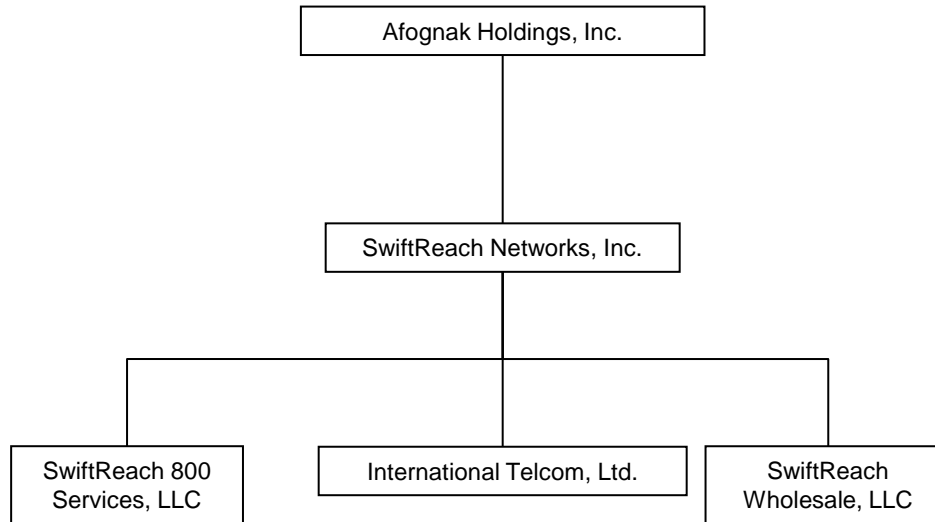 Afognak Holdings, Inc.
SwiftReach Networks, Inc.
SwiftReach 800
Services, LLC
International Telcom, Ltd.
SwiftReach
Wholesale, LLC